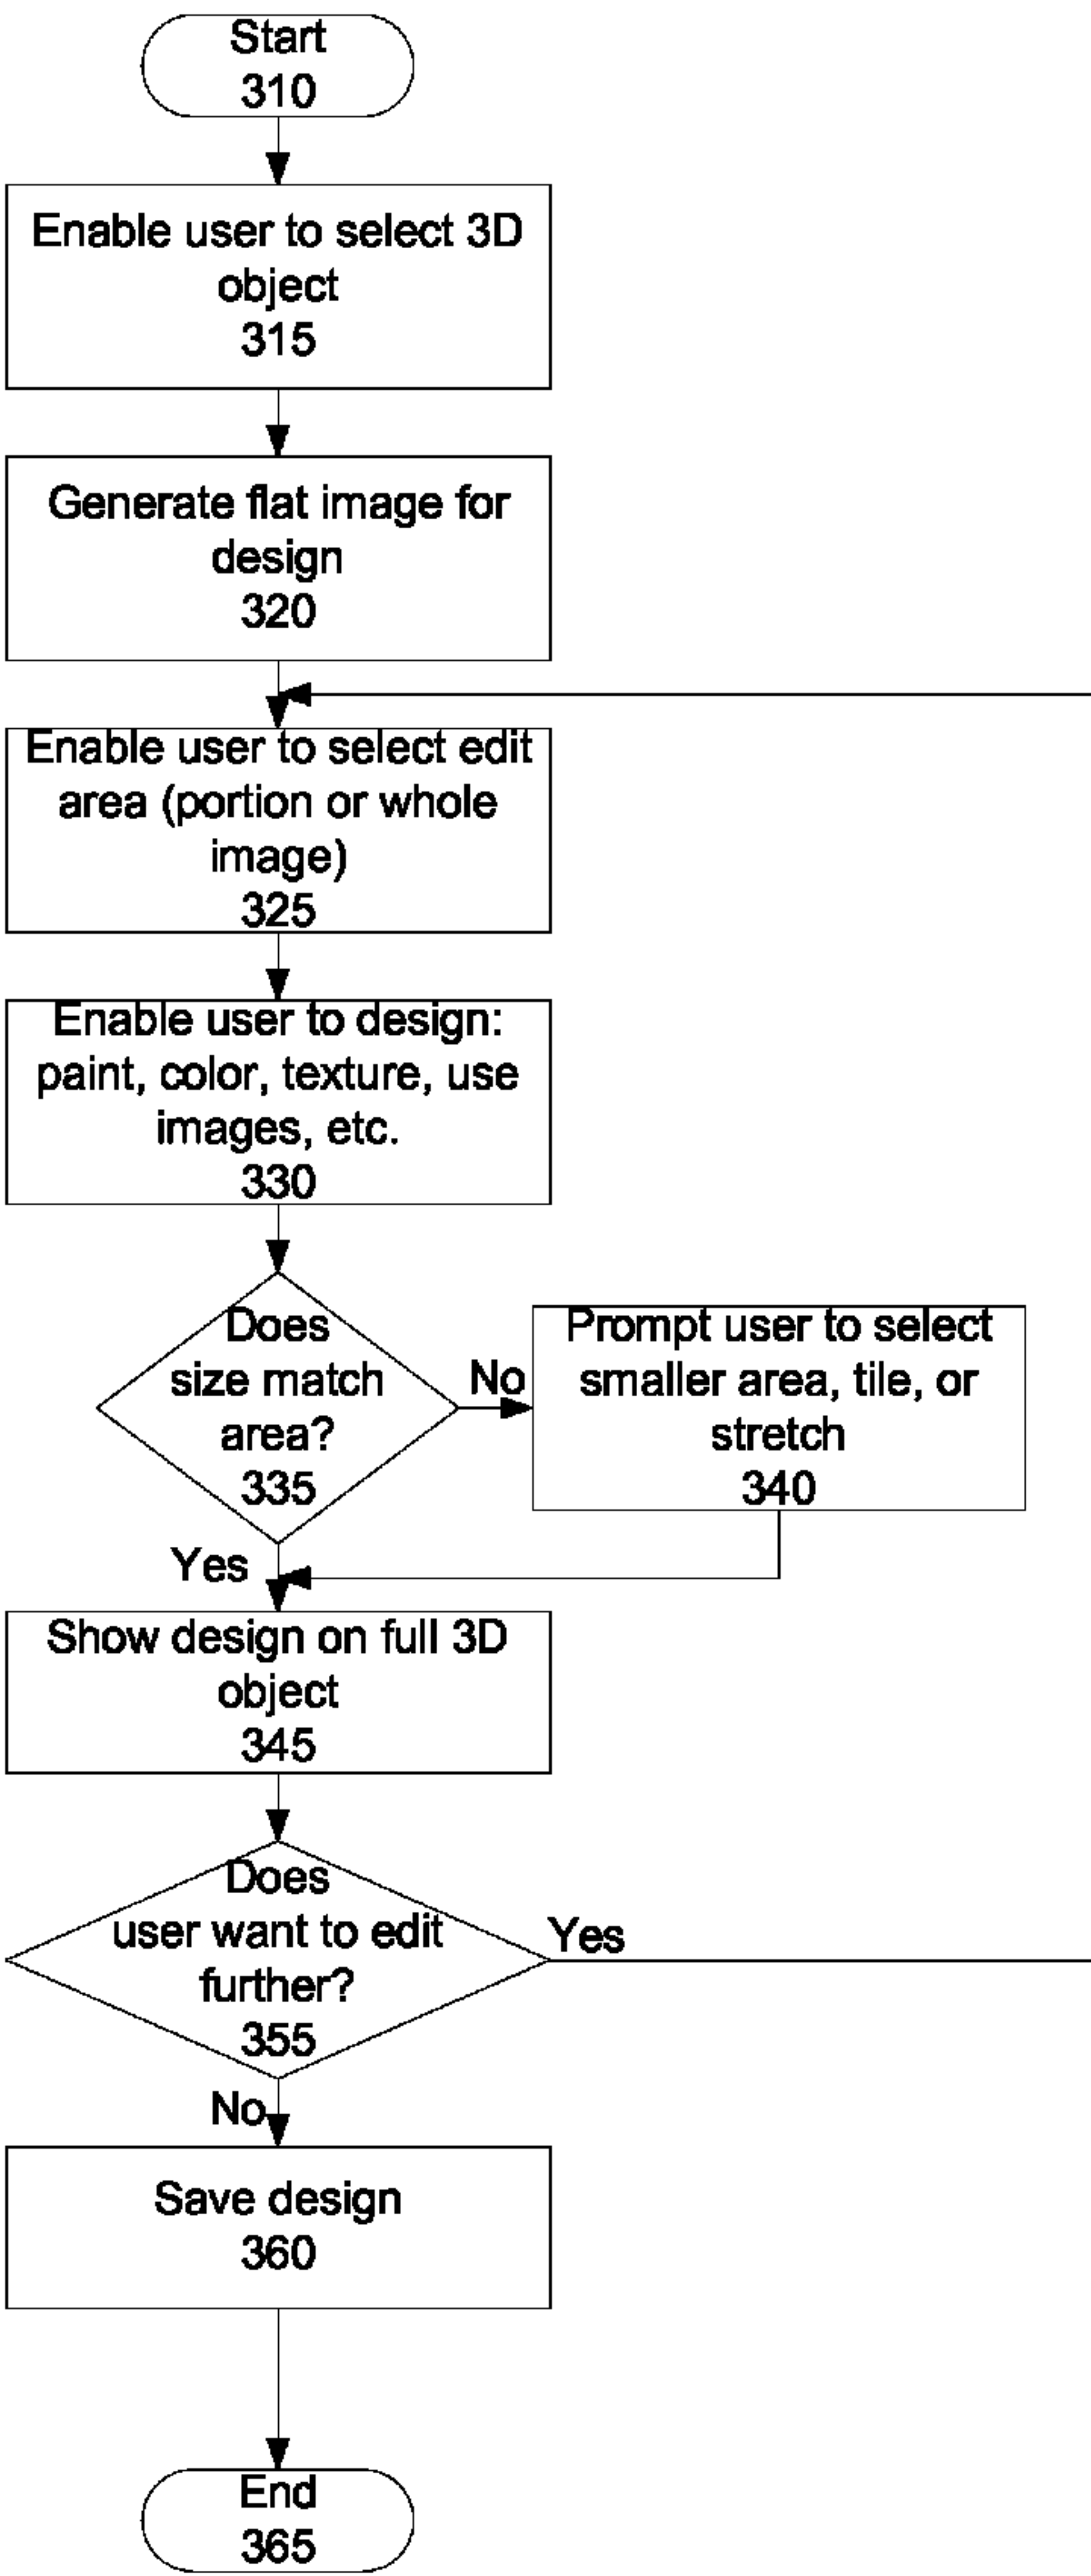 Start
310
Enable user to select 3D
object
315
Generate flat image for
design
320
Enable user to select edit
area (portion or whole
image)
325
Enable user to design:
paint, color, texture, use
images, etc.
330
Does
size match
area?
335
No
Prompt user to select
smaller area, tile, or
stretch
340
Yes
Show design on full 3D
object
345
Does
user want to edit
further?
355
Yes
No
Save design
360
End
365